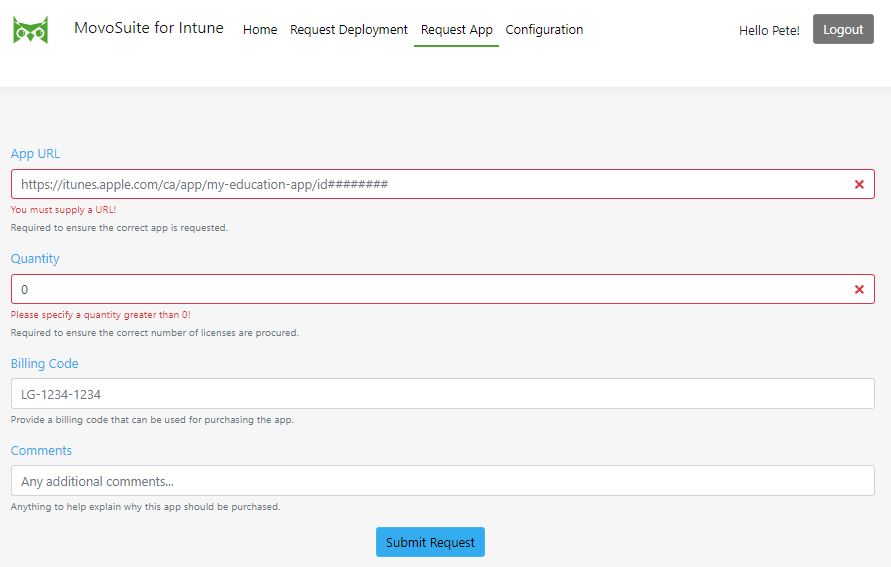 MovoSuite for Intune Home Request Deployment Request App Configuration Hello Pete! Logout
App URL
https://itunes.apple.com/ca/app/my-education-app/id########
You must supply a URL!
Required to ensure the correct app is requested.
Quantity
0
Please specify a quantity greater than 0!
Required to ensure the correct number of licenses are procured.
Billing Code
LG-1234-1234
Provide a billing code that can be used for purchasing the app.
Comments
Any additional comments...
Anything to help explain why this app should be purchased.
Submit Request